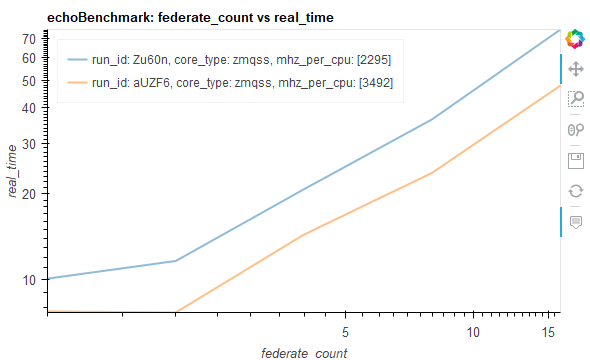 echoBenchmark: federate_count vs real_time
run_id: Zu60n, core_type: zmqss, mhz_per_cpu: [2295]
run_id: aUZF6, core_type: zmqss, mhz_per_cpu: [3492]
70
60
50
40
30
20
10
real_time
5
10
15
federate_count